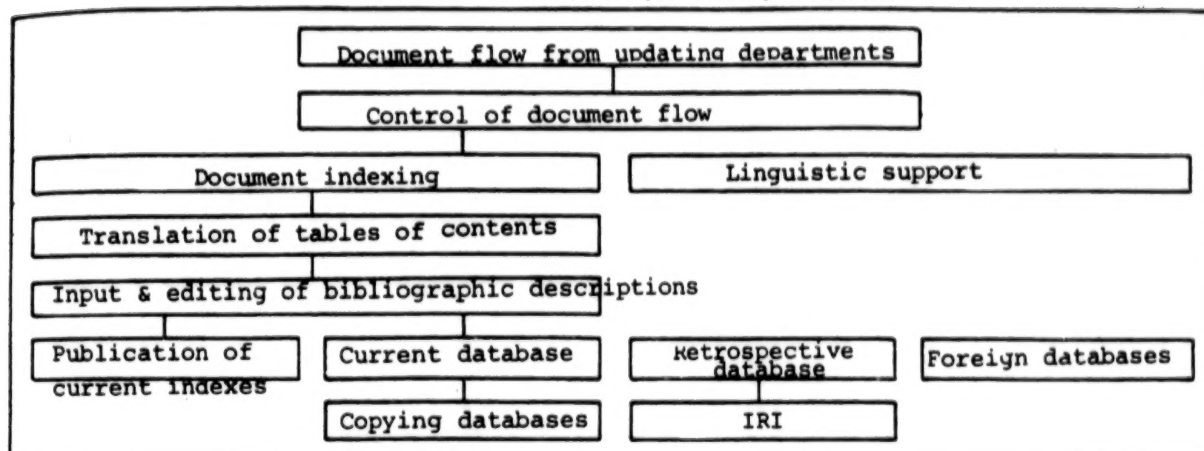 Document flow from updating departments
Control of document flow
Document indexing
Linguistic support
Translation of tables of contents
Input & editing of bibliographic descriptions
Publication of
current indexes
Current database
Retrospective
database
Foreign databases
Copying databases
IRI